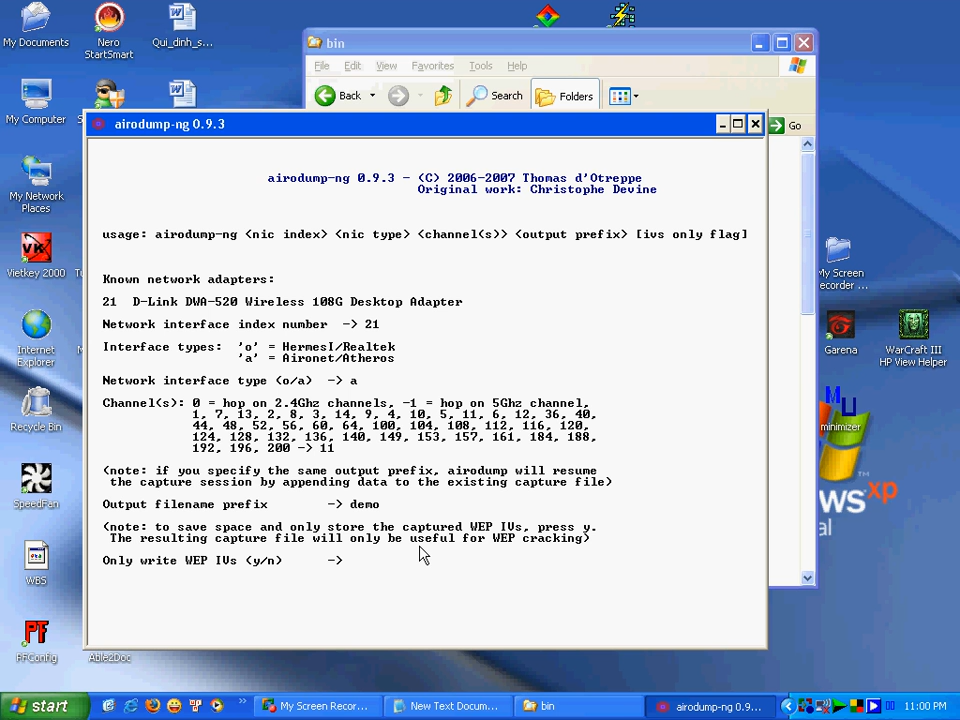 My Documents
Nero StartSmart
Qui_dinh_s...
My Computer
My Network Places
Vietkey 2000
Internet Explorer
Recycle Bin
SpeedFan
WBS
PFConfig
Able2Doc
bin
File Edit View Favorites Tools Help
Back
Search
Folders
Go
airodump-ng 0.9.3
airodump-ng 0.9.3 - (C) 2006-2007 Thomas d'Otreppe
Original work: Christophe Devine
usage: airodump-ng <nic index> <nic type> <channel(s)> <output prefix> [ivs only flag]
Known network adapters:
21 D-Link DWA-520 Wireless 108G Desktop Adapter
Network interface index number -> 21
Interface types: 'o' = HermesI/Realtek
'a' = Aironet/Atheros
Network interface type (o/a) -> a
Channel(s): 0 = hop on 2.4Ghz channels, -1 = hop on 5Ghz channel,
1, 7, 13, 2, 8, 3, 14, 9, 4, 10, 5, 11, 6, 12, 36, 40,
44, 48, 52, 56, 60, 64, 100, 104, 108, 112, 116, 120,
124, 128, 132, 136, 140, 149, 153, 157, 161, 184, 188,
192, 196, 200 -> 11
(note: if you specify the same output prefix, airodump will resume
the capture session by appending data to the existing capture file)
Output filename prefix -> demo
(note: to save space and only store the captured WEP IVs, press y.
The resulting capture file will only be useful for WEP cracking)
Only write WEP IVs (y/n) ->
My Screen
Recorder ...
Garena
WarCraft III
HP View Helper
MU
minimizer
xp
start
My Screen Recor...
New Text Docum...
bin
airodump-ng 0.9...
11:00 PM